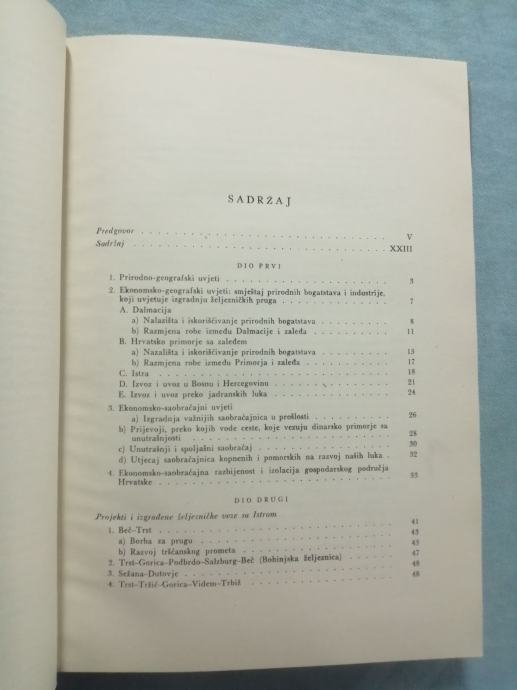 SADRŽAJ
Predgovor . . . . . . . . . . V
Sadržaj . . . . . . . . . . XXIII
DIO PRVI
1. Prirodno-geografski uvjeti . . . . . . . . . . 3
2. Ekonomsko-geografski uvjeti: smještaj prirodnih bogatstava i industrije,
koji uvjetuje izgradnju željezničkih pruga . . . . . . . . . . 7
A. Dalmacija
a) Nalazišta i iskorišćivanje prirodnih bogatstava . . . . . 8
b) Razmjena robe između Dalmacije i zaleđa . . . . . 11
B. Hrvatsko primorje sa zaleđem
a) Nazališta i iskorišćivanje prirodnih bogatstava . . . . . 13
b) Razmjena robe između Primorja i zaleđa . . . . . 17
C. Istra . . . . . . . . . . 18
D. Izvoz i uvoz u Bosnu i Hercegovinu . . . . . 21
E. Izvoz i uvoz preko jadranskih luka . . . . . 24
3. Ekonomsko-saobraćajni uvjeti
a) Izgradnja važnijih saobraćajnica u prošlosti . . . . . 26
b) Prijevoji, preko kojih vode ceste, koje vezuju dinarsko primorje sa
unutrašnjosti . . . . . . . . . . 28
c) Unutrašnji i spoljašni saobraćaj . . . . . 30
d) Utjecaj saobraćajnica kopnenih i pomorskih na razvoj naših luka . 32
4. Ekonomsko-saobraćajna razbijenost i izolacija gospodarskog područja
Hrvatske . . . . . . . . . . 33
DIO DRUGI
Projekti i izgrađene željezničke veze sa Istrom
1. Beč–Trst . . . . . . . . . . 41
a) Borba za prugu . . . . . . . . . . 43
b) Razvoj tršćanskog prometa . . . . . 45
2. Trst–Gorica–Podbrdo–Salzburg–Beč (Bohinjska željeznica) . . . . . 47
3. Sežana–Dutovje . . . . . . . . . . 48
4. Trst–Tržič–Gorica–Videm–Trbiž . . . . . 48